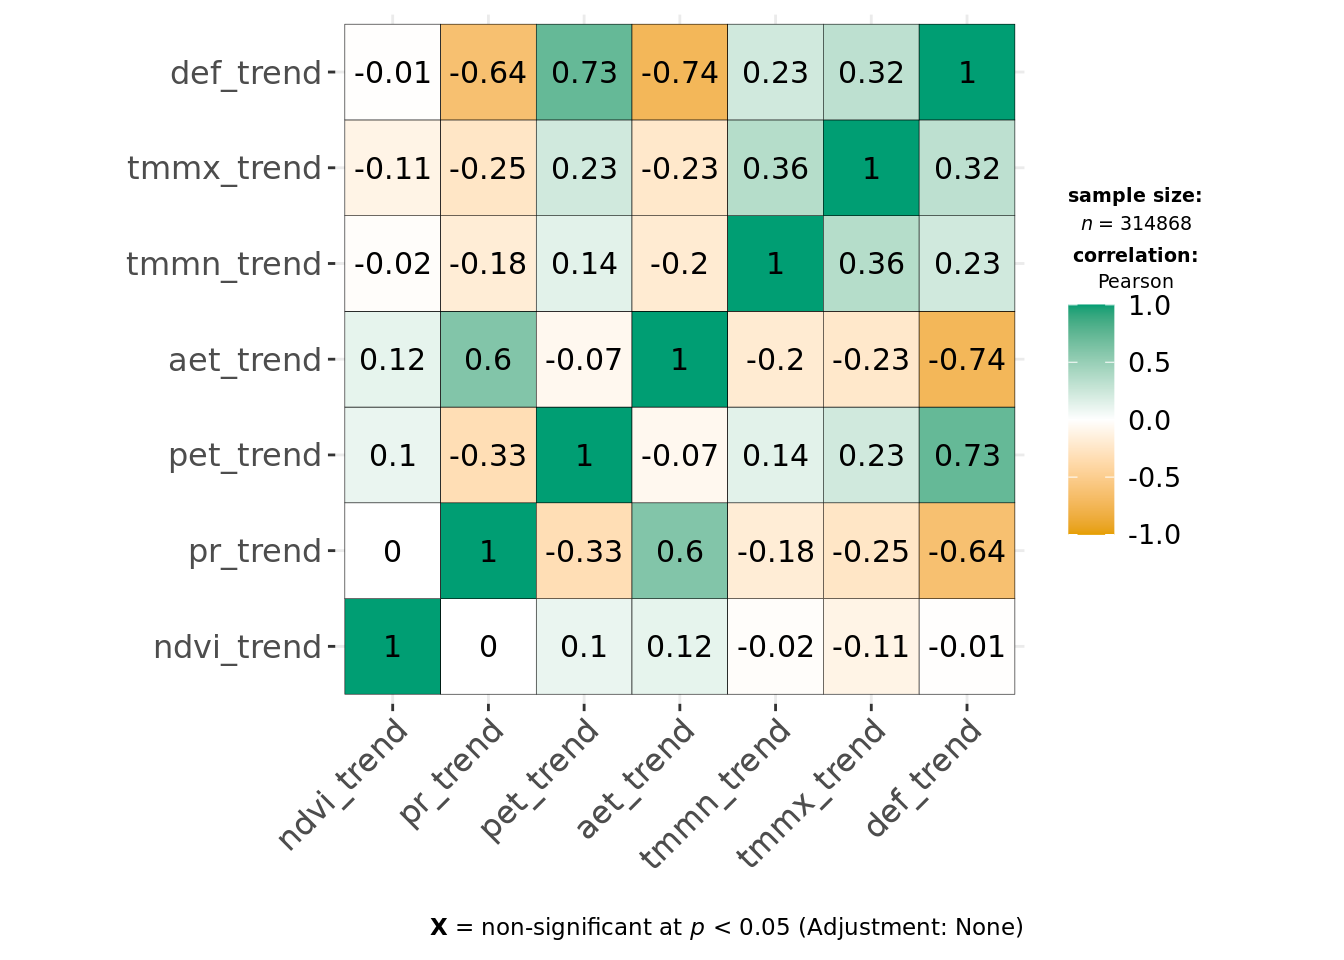 def_trend -0.01 -0.64 0.73 -0.74 0.23 0.32 1
tmmx_trend -0.11 -0.25 0.23 -0.23 0.36 1 0.32
tmmn_trend -0.02 -0.18 0.14 -0.2 1 0.36 0.23
aet_trend 0.12 0.6 -0.07 1 -0.2 -0.23 -0.74
pet_trend 0.1 -0.33 1 -0.07 0.14 0.23 0.73
pr_trend 0 1 -0.33 0.6 -0.18 -0.25 -0.64
ndvi_trend 1 0 0.1 0.12 -0.02 -0.11 -0.01
ndvi_trend pr_trend pet_trend aet_trend tmmn_trend tmmx_trend def_trend
sample size:
n = 314868
correlation:
Pearson
1.0
0.5
0.0
-0.5
-1.0
X = non-significant at p < 0.05 (Adjustment: None)